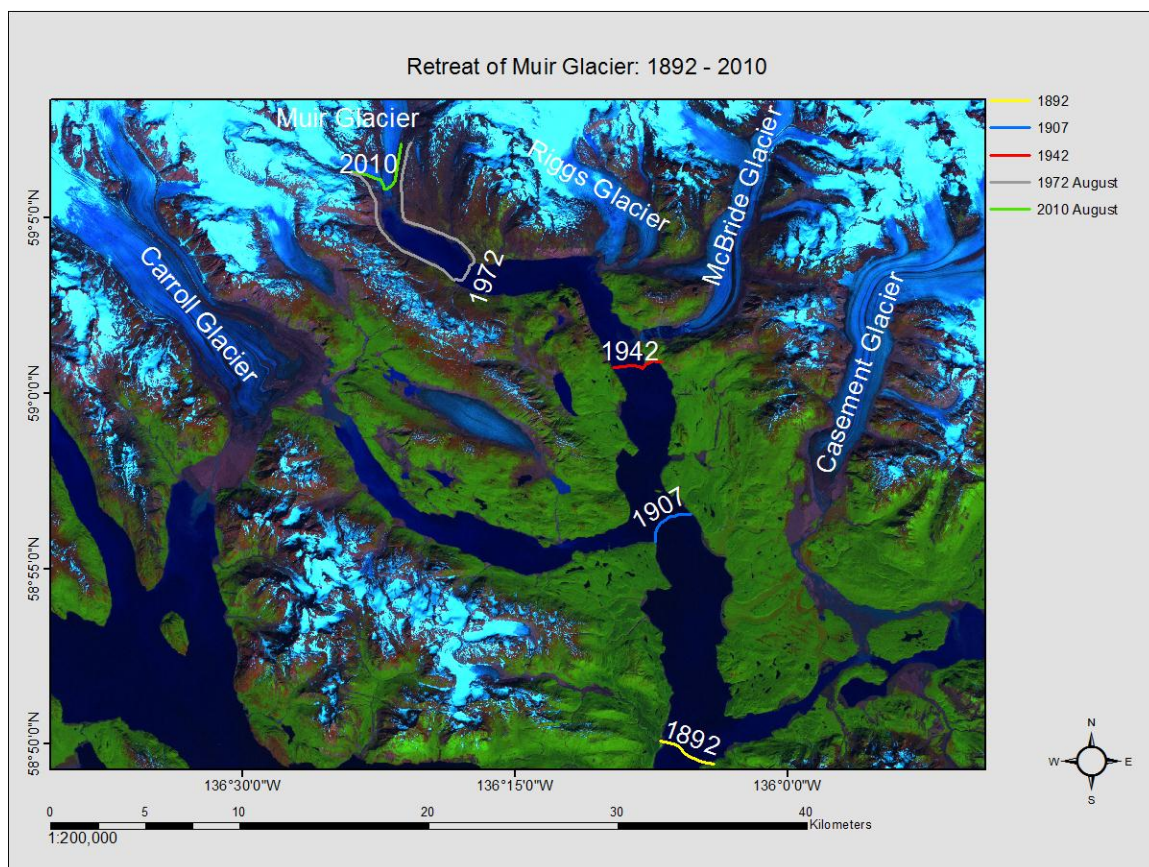 Retreat of Muir Glacier: 1892 - 2010
1892
1907
1942
1972 August
2010 August
Muir Glacier
2010
Riggs Glacier
McBride Glacier
1972
Carroll Glacier
Casement Glacier
1942
1907
1892
59°5'0"N
59°0'0"N
58°55'0"N
58°50'0"N
136°30'0"W
136°15'0"W
136°0'0"W
N
W E
S
0 5 10 20 30 40
Kilometers
1:200,000